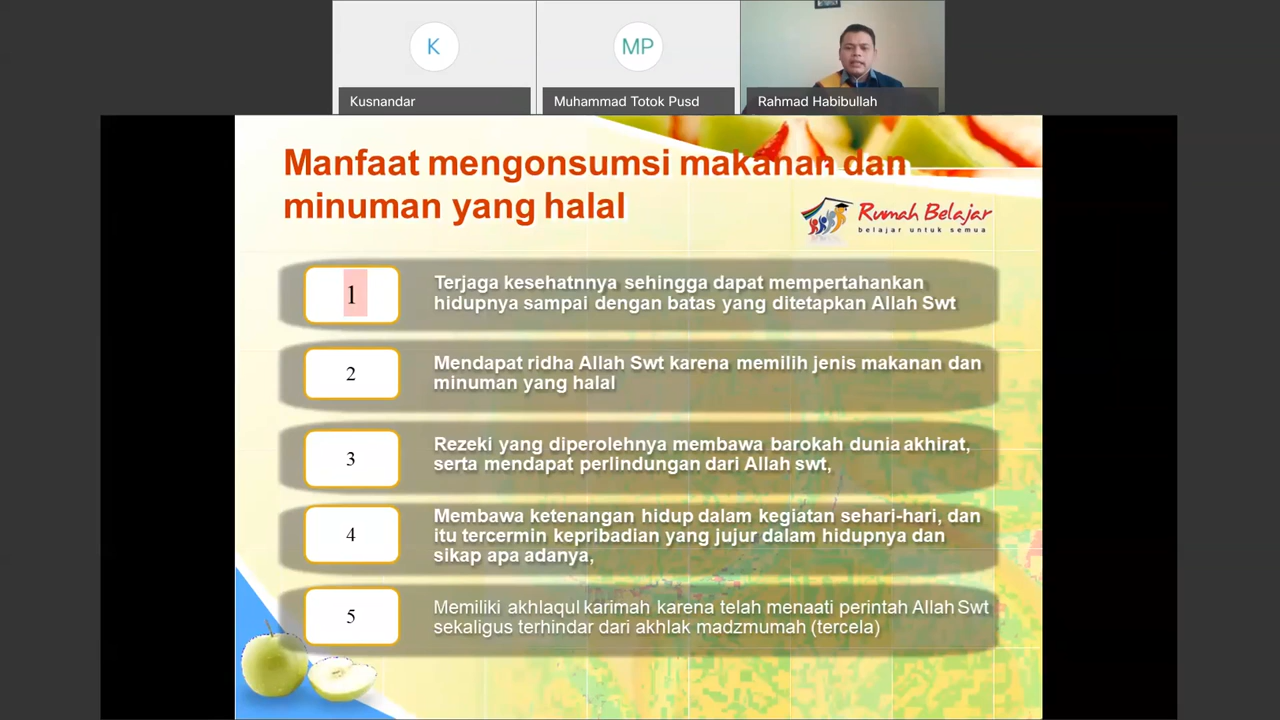 K
MP
Kusnandar
Muhammad Totok Pusd
Rahmad Habibullah
Manfaat mengonsumsi makanan dan
minuman yang halal
Rumah Belajar
belajar untuk semua
1
Terjaga kesehatnnya sehingga dapat mempertahankan
hidupnya sampai dengan batas yang ditetapkan Allah Swt
2
Mendapat ridha Allah Swt karena memilih jenis makanan dan
minuman yang halal
3
Rezeki yang diperolehnya membawa barokah dunia akhirat,
serta mendapat perlindungan dari Allah swt,
4
Membawa ketenangan hidup dalam kegiatan sehari-hari, dan
itu tercermin kepribadian yang jujur dalam hidupnya dan
sikap apa adanya,
5
Memiliki akhlaqul karimah karena telah menaati perintah Allah Swt
sekaligus terhindar dari akhlak madzmumah (tercela)